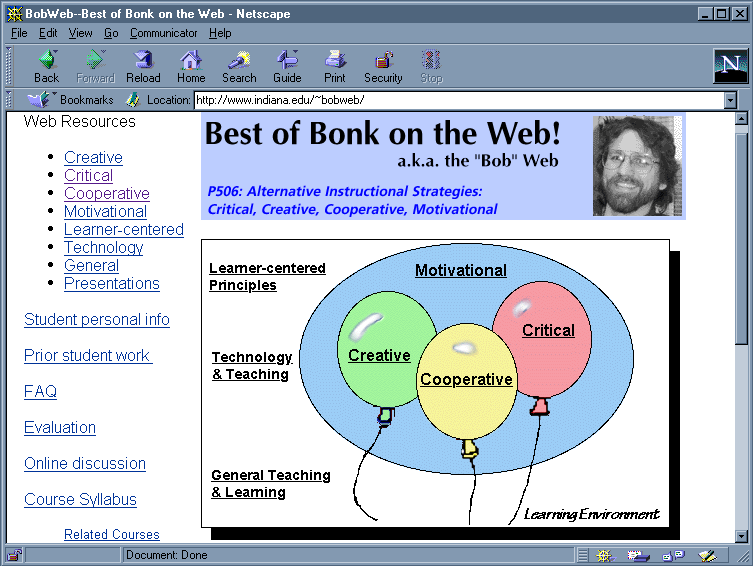 BobWeb--Best of Bonk on the Web - Netscape
File Edit View Go Communicator Help
Back Forward Reload Home Search Guide Print Security Stop
N
Bookmarks Location: http://www.indiana.edu/~bobweb/
Web Resources
Creative
Critical
Cooperative
Motivational
Learner-centered
Technology
General
Presentations
Student personal info
Prior student work
FAQ
Evaluation
Online discussion
Course Syllabus
Related Courses
Best of Bonk on the Web!
a.k.a. the "Bob" Web
P506: Alternative Instructional Strategies:
Critical, Creative, Cooperative, Motivational
Learner-centered
Principles
Motivational
Critical
Creative
Technology
& Teaching
Cooperative
General Teaching
& Learning
Learning Environment
Document: Done